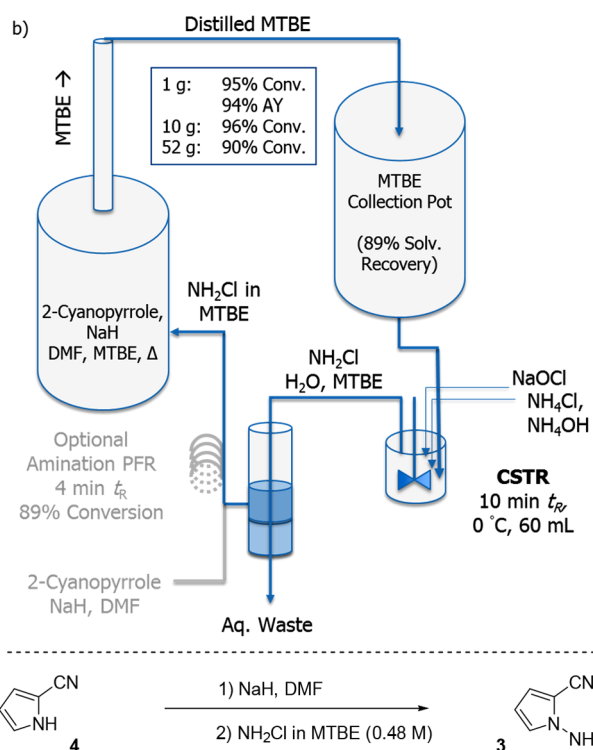 b)
Distilled MTBE
MTBE →
1 g: 95% Conv.
94% AY
10 g: 96% Conv.
52 g: 90% Conv.
MTBE
Collection Pot
(89% Solv.
Recovery)
2-Cyanopyrrole,
NaH
DMF, MTBE, Δ
NH₂Cl in
MTBE
NH₂Cl
H₂O, MTBE
NaOCl
NH₄Cl,
NH₄OH
CSTR
10 min t_R,
0 °C, 60 mL
Optional
Amination PFR
4 min t_R
89% Conversion
2-Cyanopyrrole
NaH, DMF
Aq. Waste
CN
NH
4
1) NaH, DMF
2) NH₂Cl in MTBE (0.48 M)
CN
N
NH
3